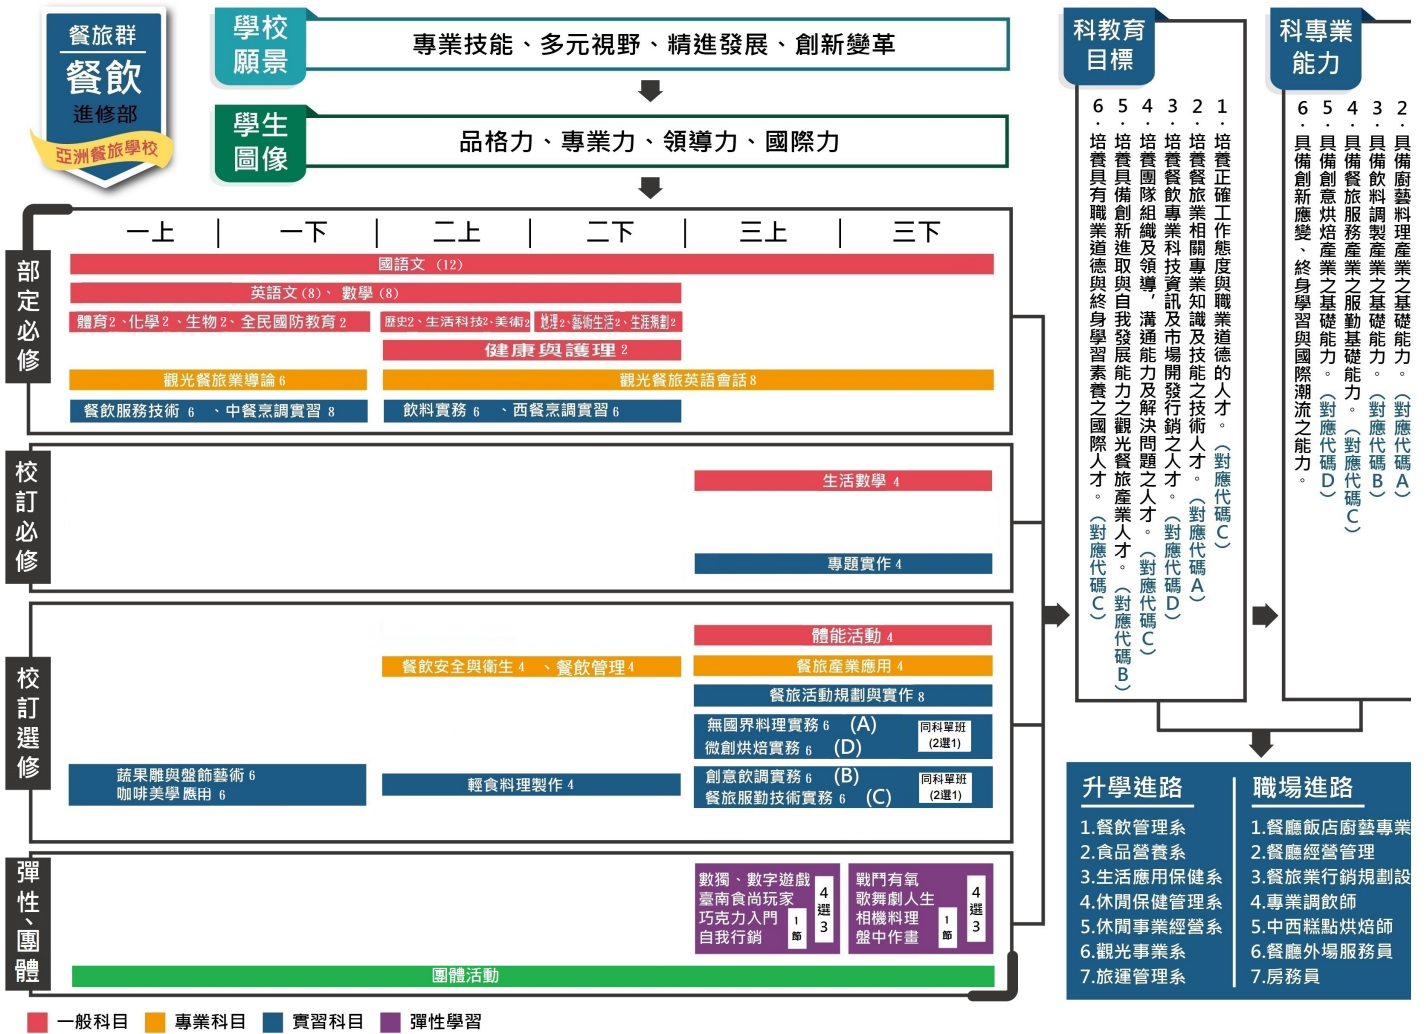 餐旅群
餐飲
進修部
亞洲餐旅學校
學校
願景
專業技能、多元視野、精進發展、創新變革
學生
圖像
品格力、專業力、領導力、國際力
一上 | 一下 | 二上 | 二下 | 三上 | 三下
部定必修
國語文 (12)
英語文(8)、數學(8)
體育2、化學2、生物2、全民國防教育2
歷史2、生活科技2、美術2
地理2、藝術生活2、生涯規劃2
健康與護理 2
觀光餐旅業導論 6
觀光餐旅英語會話 8
餐飲服務技術 6 、中餐烹調實習 8
飲料實務 6 、西餐烹調實習 6
校訂必修
生活數學 4
專題實作 4
校訂選修
體能活動 4
餐飲安全與衛生 4 、餐飲管理4
餐旅產業應用 4
餐旅活動規劃與實作 8
無國界料理實務 6 (A)
微創烘焙實務 6 (D)
同科單班
(2選1)
蔬果雕與盤飾藝術 6
咖啡美學應用 6
輕食料理製作 4
創意飲調實務 6 (B)
餐旅服勤技術實務 6 (C)
同科單班
(2選1)
彈性、團體
數獨、數字遊戲
臺南食尚玩家
巧克力入門
自我行銷
1節
4選3
戰鬥有氧
歌舞劇人生
相機料理
盤中作畫
1節
4選3
團體活動
一般科目
專業科目
實習科目
彈性學習
科教育
目標
1.培養正確工作態度與職業道德的人才。(對應代碼C)
2.培養餐旅業相關專業知識及技能之技術人才。(對應代碼A)
3.培養餐飲專業科技資訊及市場開發行銷之人才。(對應代碼D)
4.培養團隊組織及領導,溝通能力及解決問題之人才。(對應代碼C)
5.培養具備創新進取與自我發展能力之觀光餐旅產業人才。(對應代碼B)
6.培養具有職業道德與終身學習素養之國際人才。(對應代碼C)
科專業
能力
2.具備廚藝料理產業之基礎能力。(對應代碼A)
3.具備飲料調製產業之基礎能力。(對應代碼B)
4.具備餐旅服務產業之服勤基礎能力。(對應代碼C)
5.具備創意烘焙產業之基礎能力。(對應代碼D)
6.具備創新應變、終身學習與國際潮流之能力。
升學進路
1.餐飲管理系
2.食品營養系
3.生活應用保健系
4.休閒保健管理系
5.休閒事業經營系
6.觀光事業系
7.旅運管理系
職場進路
1.餐廳飯店廚藝專業
2.餐廳經營管理
3.餐旅業行銷規劃設
4.專業調飲師
5.中西糕點烘焙師
6.餐廳外場服務員
7.房務員